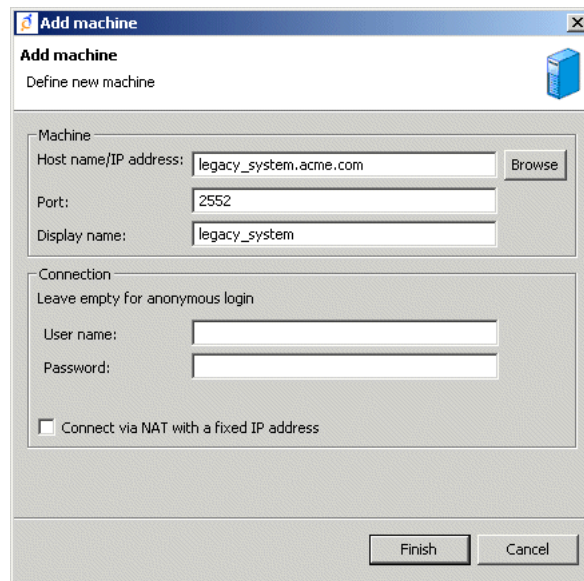 Add machine
Add machine
Define new machine
Machine
Host name/IP address: legacy_system.acme.com Browse
Port: 2552
Display name: legacy_system
Connection
Leave empty for anonymous login
User name:
Password:
Connect via NAT with a fixed IP address
Finish Cancel